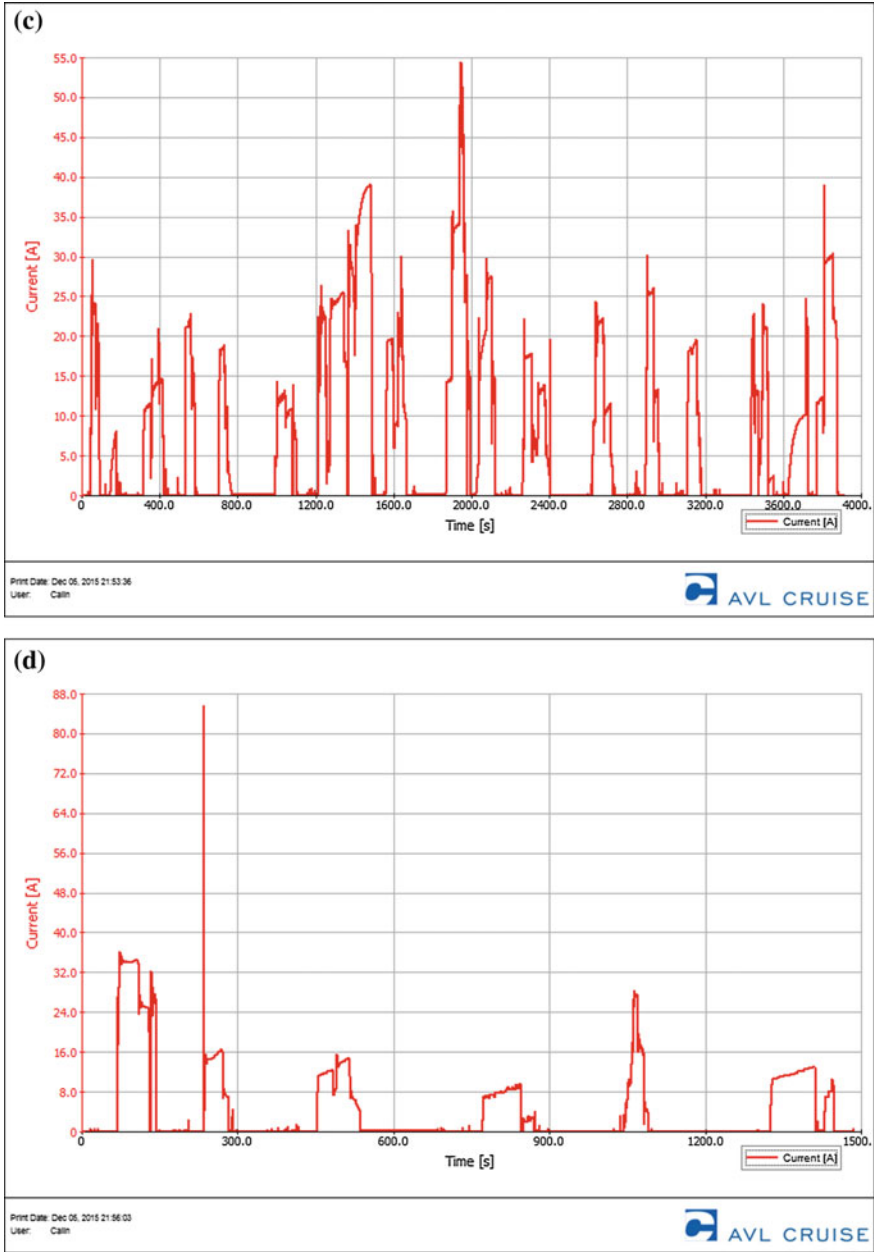 (c)
55.0
50.0
45.0
40.0
35.0
30.0
25.0
20.0
15.0
10.0
5.0
0
Current [A]
0 400.0 800.0 1200.0 1600.0 2000.0 2400.0 2800.0 3200.0 3600.0 4000.
Time [s]
Current [A]
Print Date: Dec 05, 2015 21:53:36
User: Calin
AVL CRUISE
(d)
88.0
80.0
72.0
64.0
56.0
48.0
40.0
32.0
24.0
16.0
8.0
0
Current [A]
0 300.0 600.0 900.0 1200.0 1500.
Time [s]
Current [A]
Print Date: Dec 05, 2015 21:56:03
User: Calin
AVL CRUISE